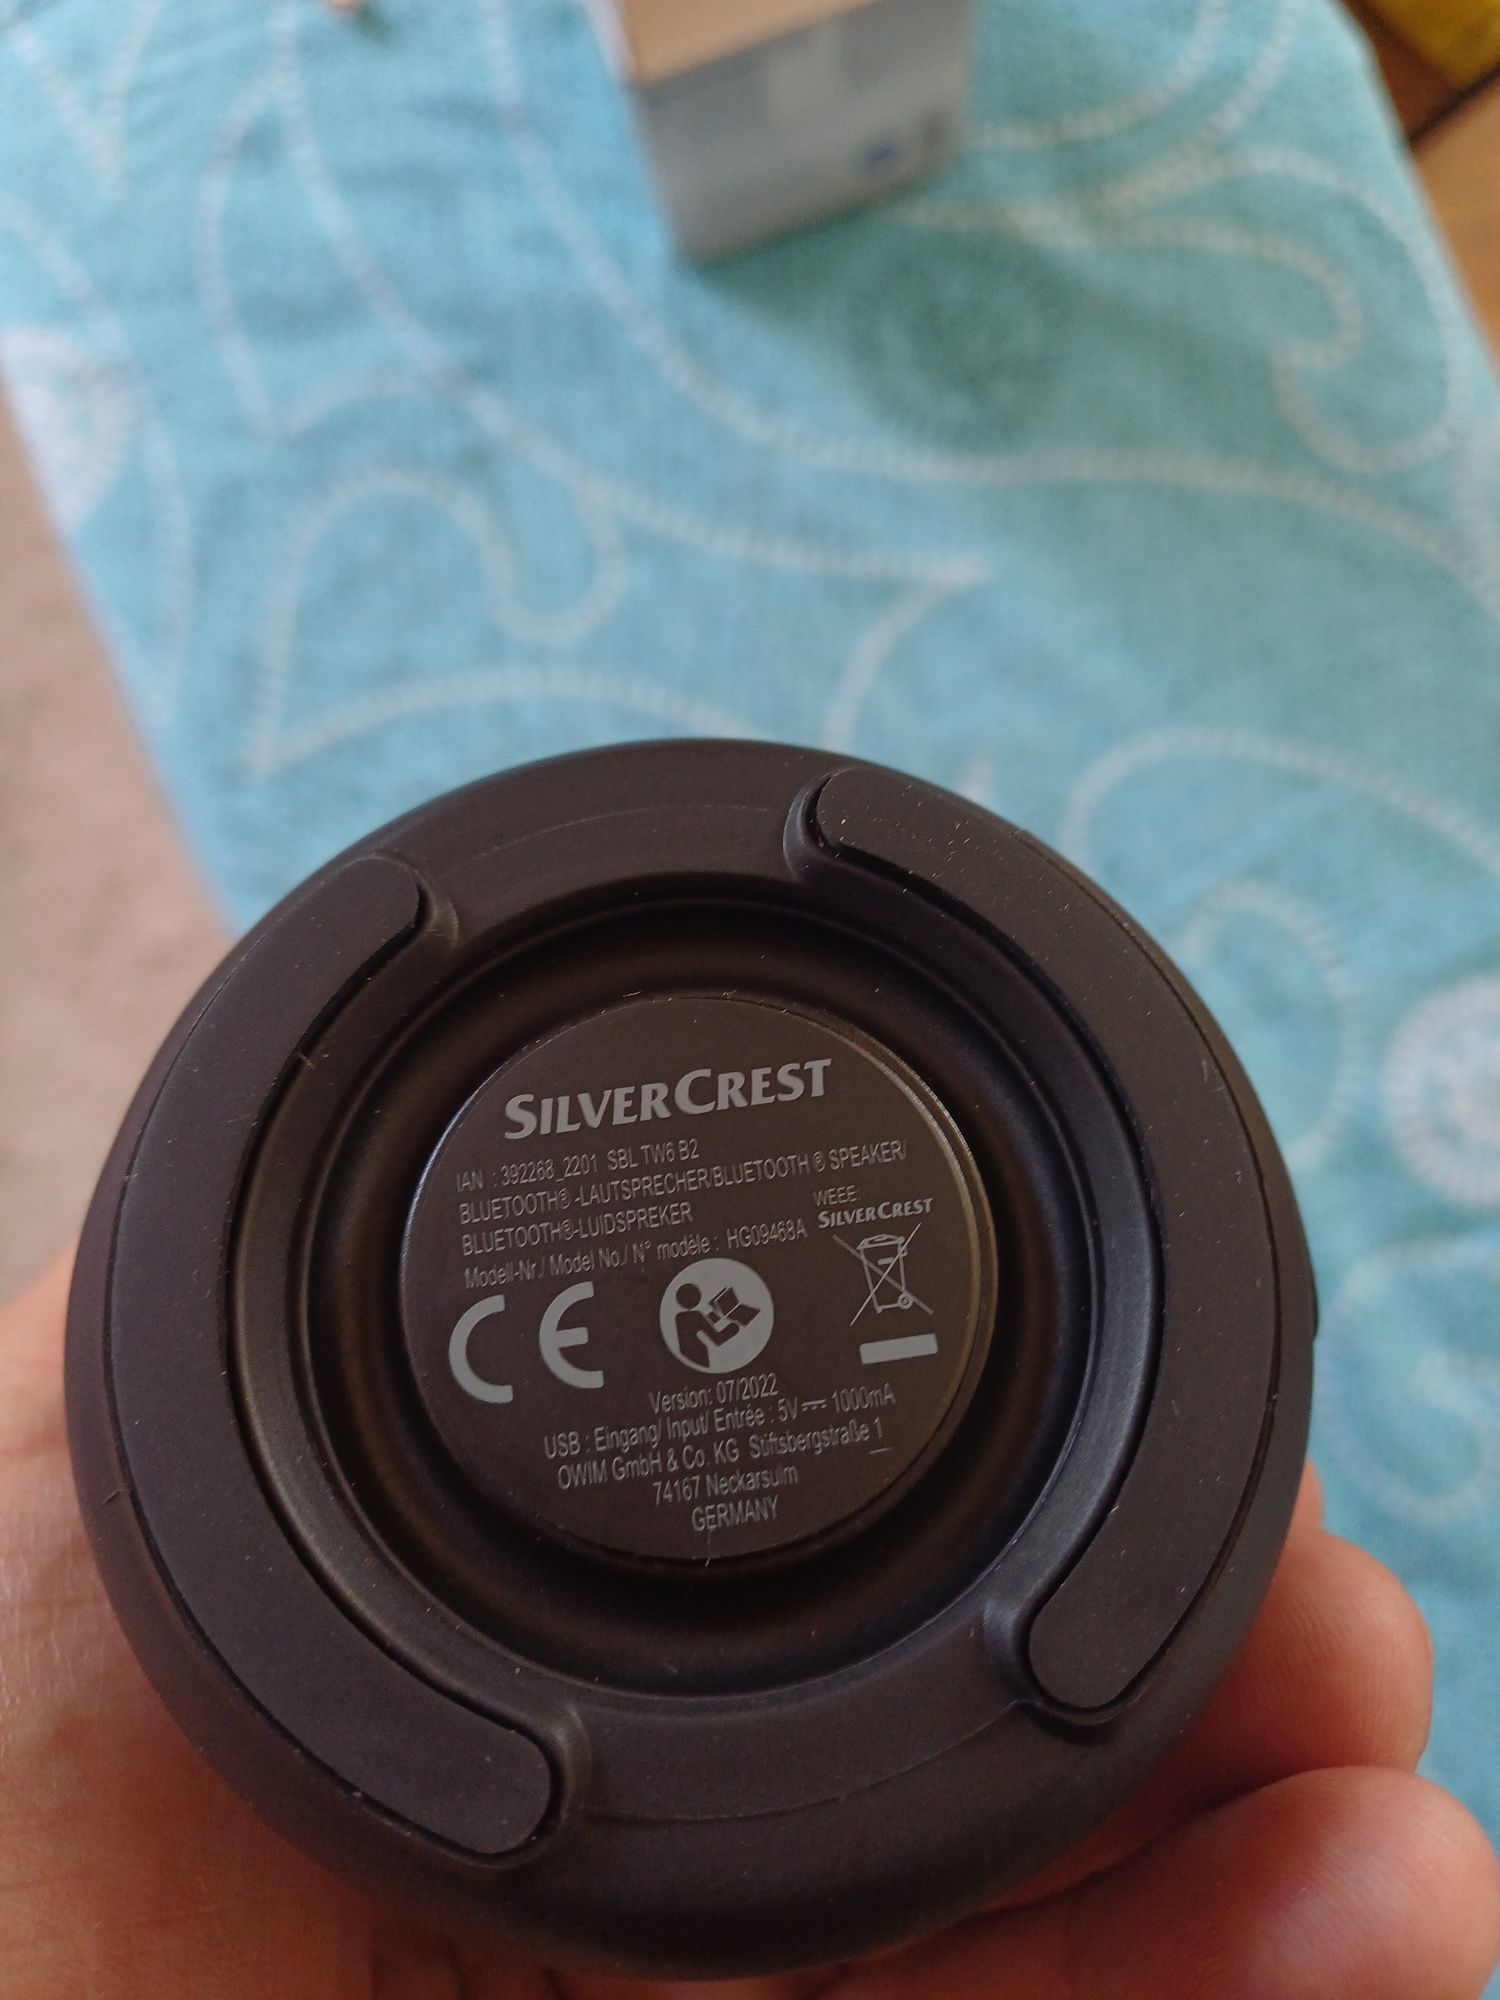 SILVERCREST
IAN : 392268_2201 SBL TW6 B2
BLUETOOTH®-LAUTSPRECHER/BLUETOOTH® SPEAKER/
BLUETOOTH®-LUIDSPREKER
Modell-Nr./ Model No./ N° modèle : HG09468A
WEEE:
SILVERCREST
CE
Version: 07/2022
USB : Eingang/ Input/ Entrée : 5V ⎓ 1000mA
OWIM GmbH & Co. KG Stiftsbergstraße 1
74167 Neckarsulm
GERMANY